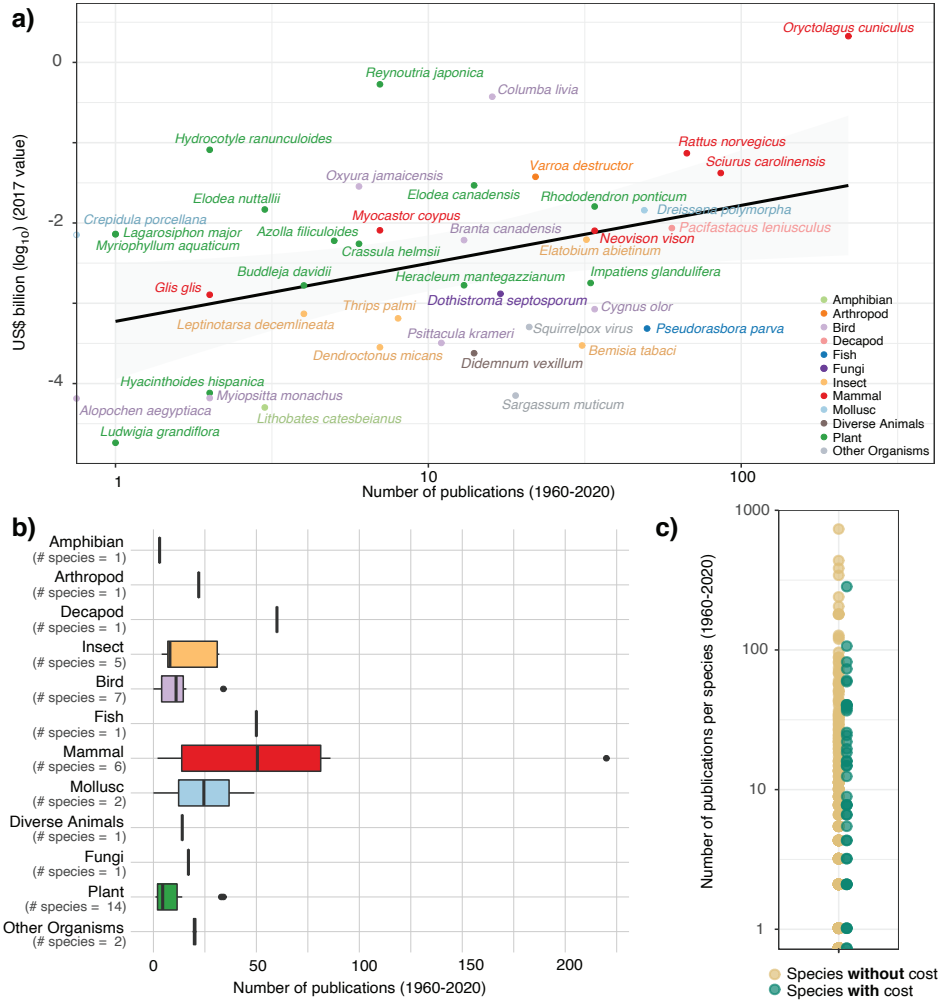 a)
US$ billion (log10) (2017 value)
0
-2
-4
Oryctolagus cuniculus
Reynoutria japonica
Columba livia
Hydrocotyle ranunculoides
Rattus norvegicus
Varroa destructor
Sciurus carolinensis
Oxyura jamaicensis
Elodea nuttallii
Elodea canadensis
Rhododendron ponticum
Crepidula porcellana
Myocastor coypus
Dreissena polymorpha
Lagarosiphon major
Azolla filiculoides
Branta canadensis
Pacifastacus leniusculus
Myriophyllum aquaticum
Crassula helmsii
Neovison vison
Elatobium abietinum
Buddleja davidii
Heracleum mantegazzianum
Impatiens glandulifera
Glis glis
Dothistroma septosporum
Thrips palmi
Cygnus olor
Leptinotarsa decemlineata
Psittacula krameri
Squirrelpox virus
Pseudorasbora parva
Dendroctonus micans
Didemnum vexillum
Bemisia tabaci
Hyacinthoides hispanica
Myiopsitta monachus
Alopochen aegyptiaca
Lithobates catesbeianus
Sargassum muticum
Ludwigia grandiflora
Amphibian
Arthropod
Bird
Decapod
Fish
Fungi
Insect
Mammal
Mollusc
Diverse Animals
Plant
Other Organisms
1
10
100
Number of publications (1960-2020)
b)
Amphibian
(# species = 1)
Arthropod
(# species = 1)
Decapod
(# species = 1)
Insect
(# species = 5)
Bird
(# species = 7)
Fish
(# species = 1)
Mammal
(# species = 6)
Mollusc
(# species = 2)
Diverse Animals
(# species = 1)
Fungi
(# species = 1)
Plant
(# species = 14)
Other Organisms
(# species = 2)
0
50
100
150
200
Number of publications (1960-2020)
c)
Number of publications per species (1960-2020)
1000
100
10
1
Species without cost
Species with cost